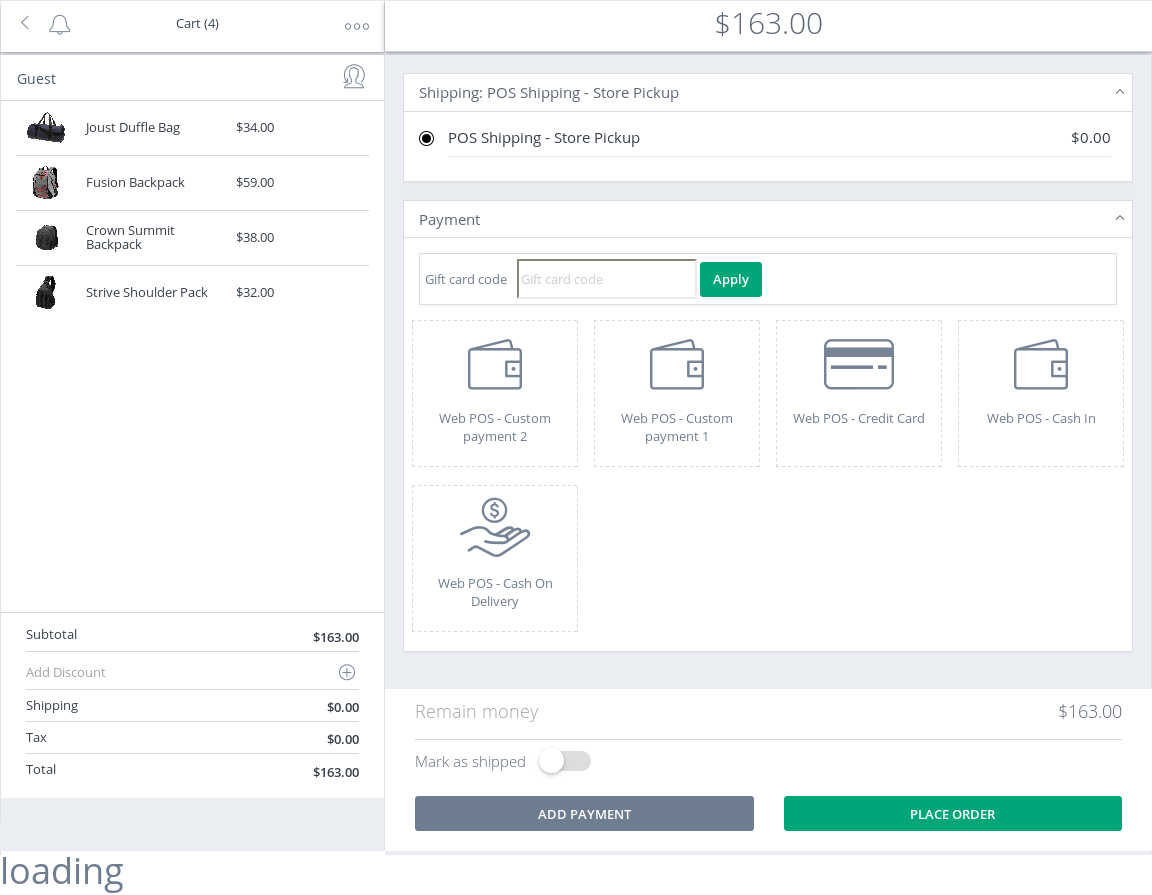 Cart (4)
$163.00
Guest
Joust Duffle Bag $34.00
Fusion Backpack $59.00
Crown Summit
Backpack
$38.00
Strive Shoulder Pack $32.00
Subtotal $163.00
Add Discount
Shipping $0.00
Tax $0.00
Total $163.00
Shipping: POS Shipping - Store Pickup
POS Shipping - Store Pickup $0.00
Payment
Gift card code Gift card code Apply
Web POS - Custom
payment 2
Web POS - Custom
payment 1
Web POS - Credit Card
Web POS - Cash In
$
Web POS - Cash On
Delivery
Remain money $163.00
Mark as shipped
ADD PAYMENT PLACE ORDER
loading